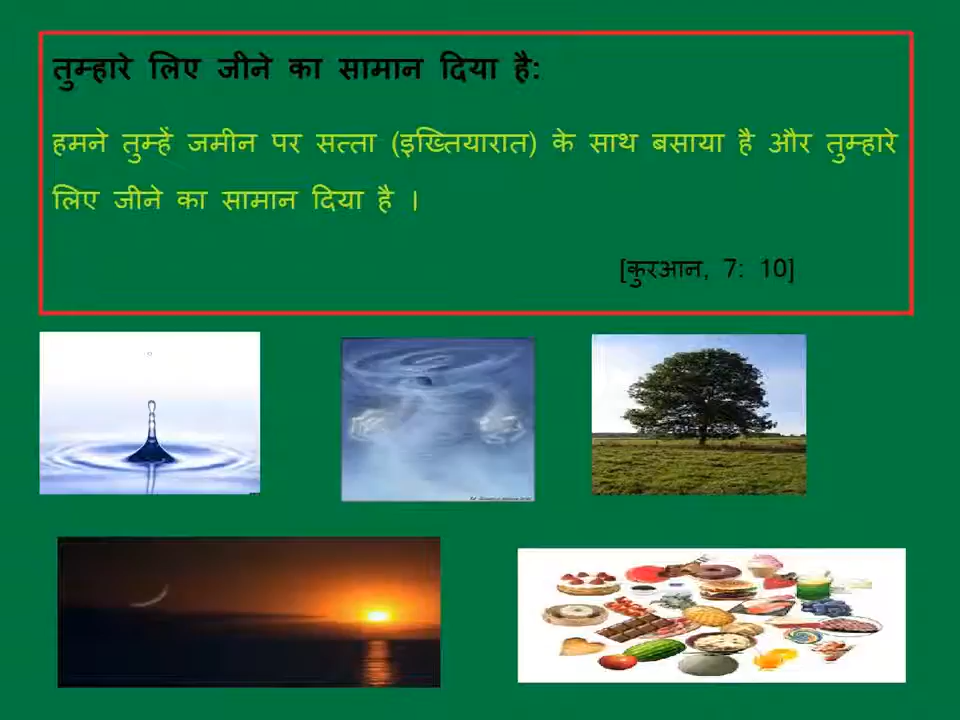 तुम्हारे लिए जीने का सामान दिया है:
हमने तुम्हें जमीन पर सत्ता (इख्तियारात) के साथ बसाया है और तुम्हारे
लिए जीने का सामान दिया है ।
[कुरआन, 7: 10]